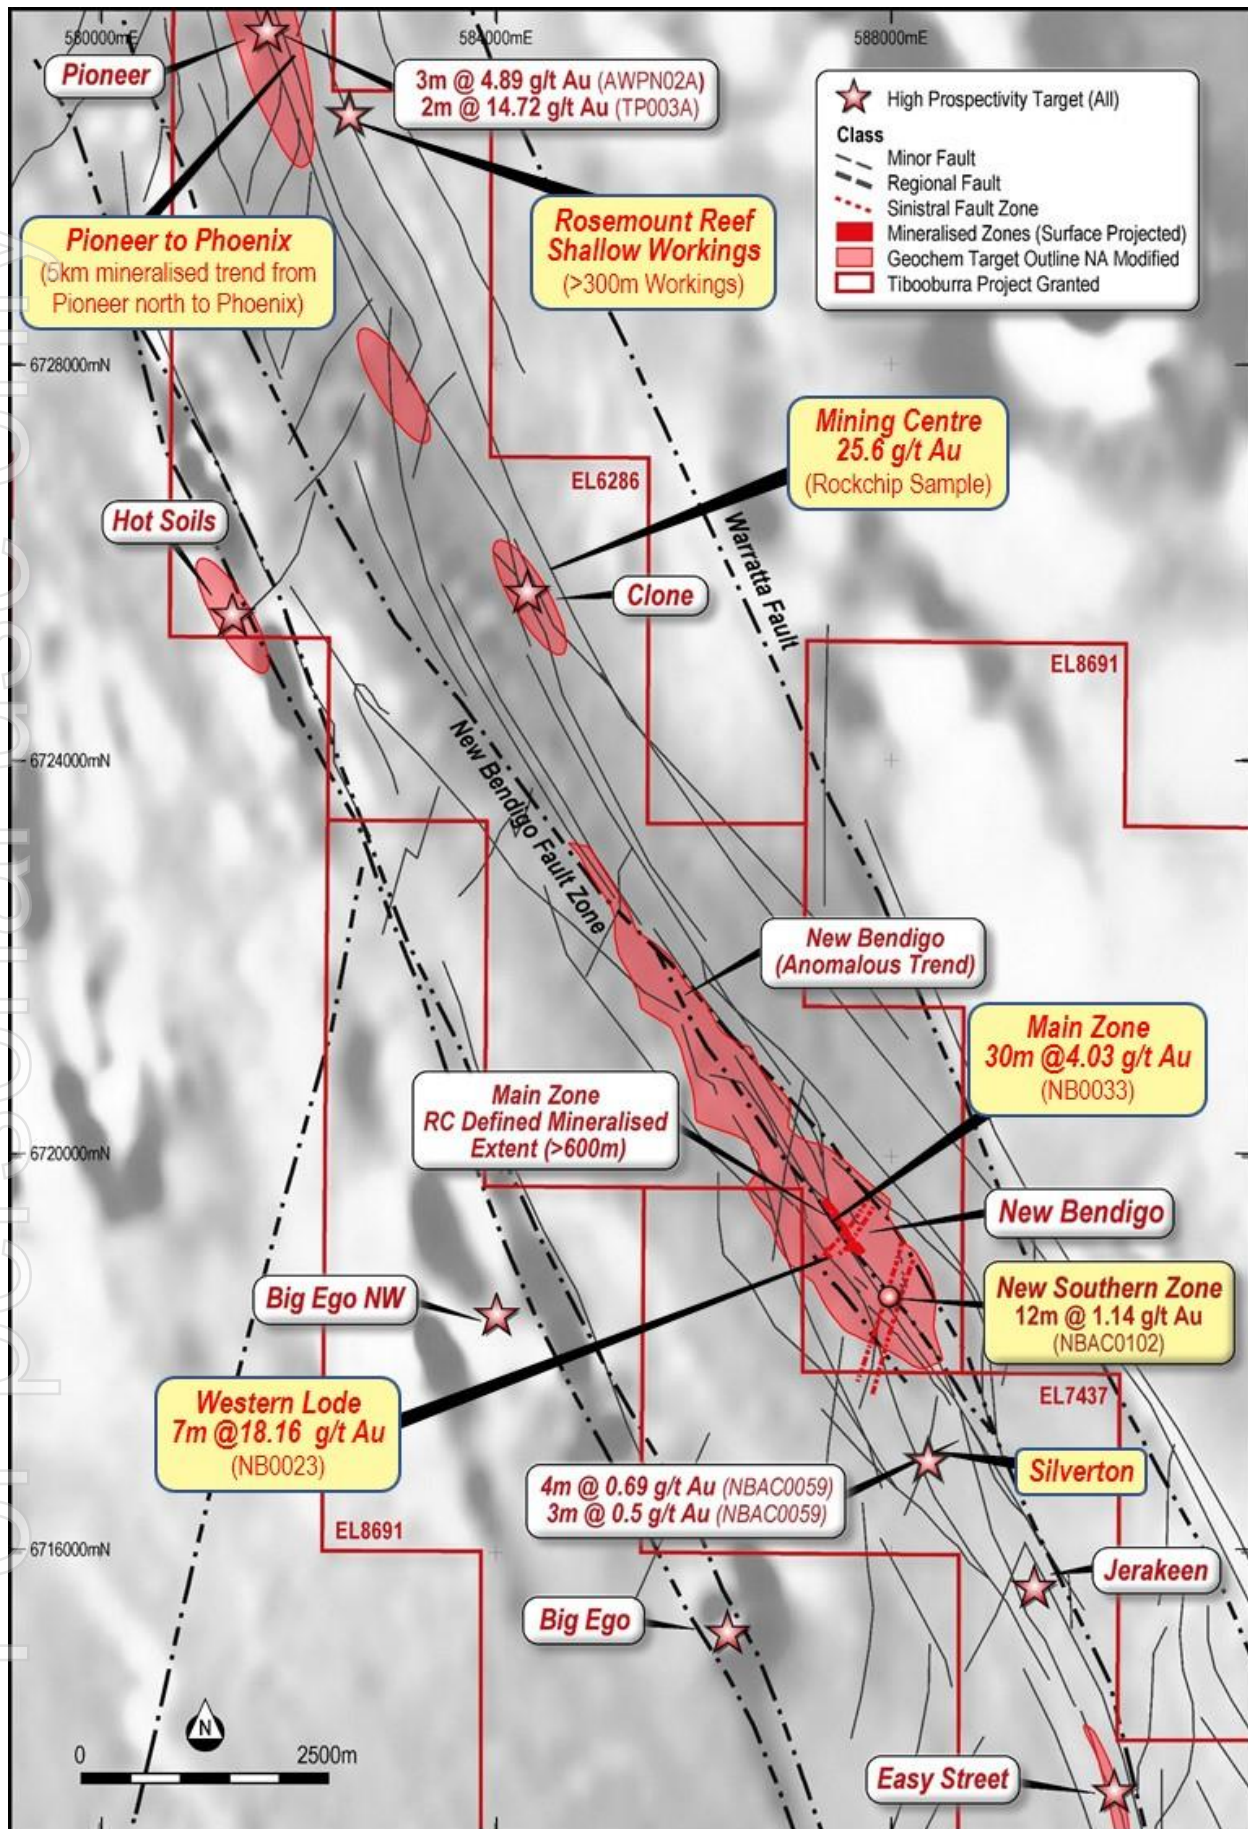 580000mE
584000mE
588000mE
Pioneer
3m @ 4.89 g/t Au (AWPN02A)
2m @ 14.72 g/t Au (TP003A)
High Prospectivity Target (All)
Class
Minor Fault
Regional Fault
Sinistral Fault Zone
Mineralised Zones (Surface Projected)
Geochem Target Outline NA Modified
Tibooburra Project Granted
Pioneer to Phoenix
(5km mineralised trend from
Pioneer north to Phoenix)
Rosemount Reef
Shallow Workings
(>300m Workings)
6728000mN
Mining Centre
25.6 g/t Au
(Rockchip Sample)
EL6286
Hot Soils
Warratta Fault
Clone
EL8691
6724000mN
New Bendigo Fault Zone
New Bendigo
(Anomalous Trend)
Main Zone
30m @4.03 g/t Au
(NB0033)
Main Zone
RC Defined Mineralised
Extent (>600m)
6720000mN
New Bendigo
Big Ego NW
New Southern Zone
12m @ 1.14 g/t Au
(NBAC0102)
EL7437
Western Lode
7m @18.16 g/t Au
(NB0023)
Silverton
4m @ 0.69 g/t Au (NBAC0059)
3m @ 0.5 g/t Au (NBAC0059)
EL8691
6716000mN
Jerakeen
Big Ego
N
0
2500m
Easy Street
For personal use only